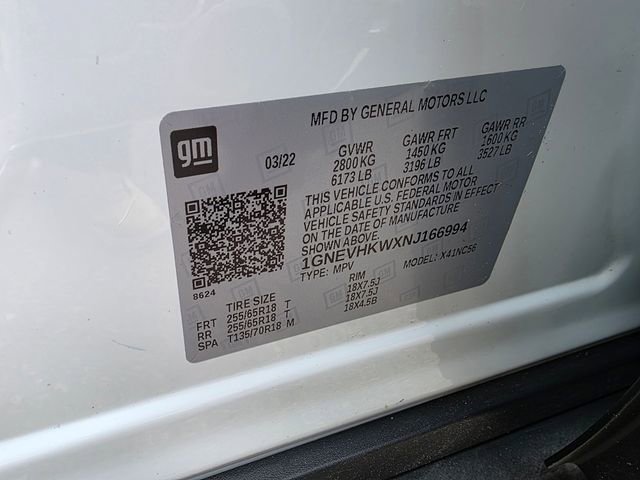 MFD BY GENERAL MOTORS LLC
gm
03/22
GVWR GAWR FRT GAWR RR
2800 KG 1450 KG 1600 KG
6173 LB 3196 LB 3527 LB
THIS VEHICLE CONFORMS TO ALL
APPLICABLE U.S. FEDERAL MOTOR
VEHICLE SAFETY STANDARDS IN EFFECT
ON THE DATE OF MANUFACTURE
SHOWN ABOVE.
1GNEVHKWXNJ166994
TYPE: MPV MODEL: X41NC56
8624
TIRE SIZE RIM
FRT 255/65R18 T 18X7.5J
RR 255/65R18 T 18X7.5J
SPA T135/70R18 M 18X4.5B